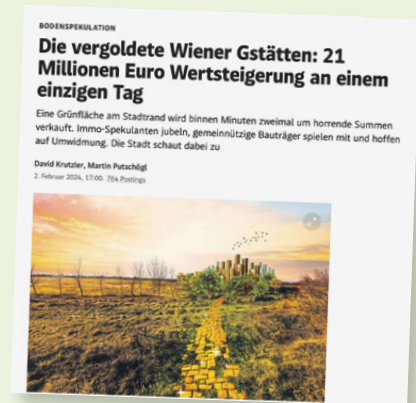 BODENSPEKULATION
Die vergoldete Wiener Gstätten: 21
Millionen Euro Wertsteigerung an einem
einzigen Tag
Eine Grünfläche am Stadtrand wird binnen Minuten zweimal um horrende Summen
verkauft. Immo-Spekulanten jubeln, gemeinnützige Bauträger spielen mit und hoffen
auf Umwidmung. Die Stadt schaut dabei zu
David Krutzler, Martin Putschögl
2. Februar 2024, 17:00 764 Postings